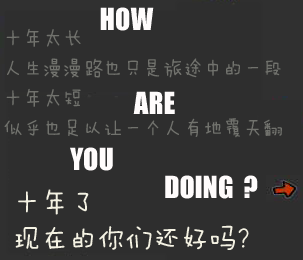 HOW
十年太长
人生漫漫路也只是旅途中的一段
十年太短
ARE
似乎也足以让一个人有地覆天翻
YOU
DOING ?
十年了
现在的你们还好吗?